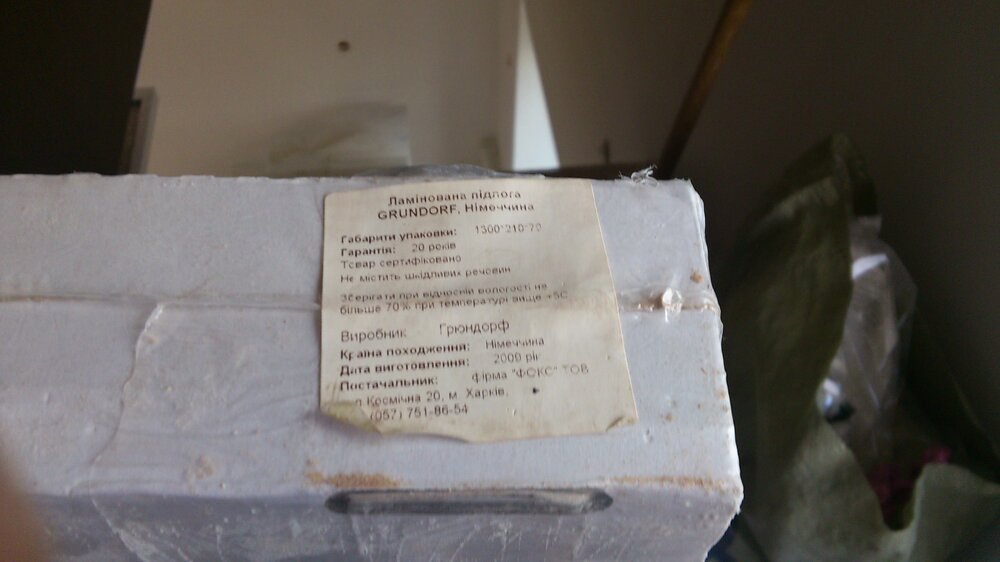 Ламінована підлога
GRUNDORF, Німеччина
Габарити упаковки: 1300*210*70
Гарантія: 20 років
Товар сертифіковано
Не містить шкідливих речовин
Зберігати при відносній вологості не
більше 70% при температурі вище +5C
Виробник Грюндорф
Країна походження: Німеччина
Дата виготовлення: 2009 рік
Постачальник: фірма "ФОКС" ТОВ
Космічна 20, м. Харків,
(057) 751-86-54